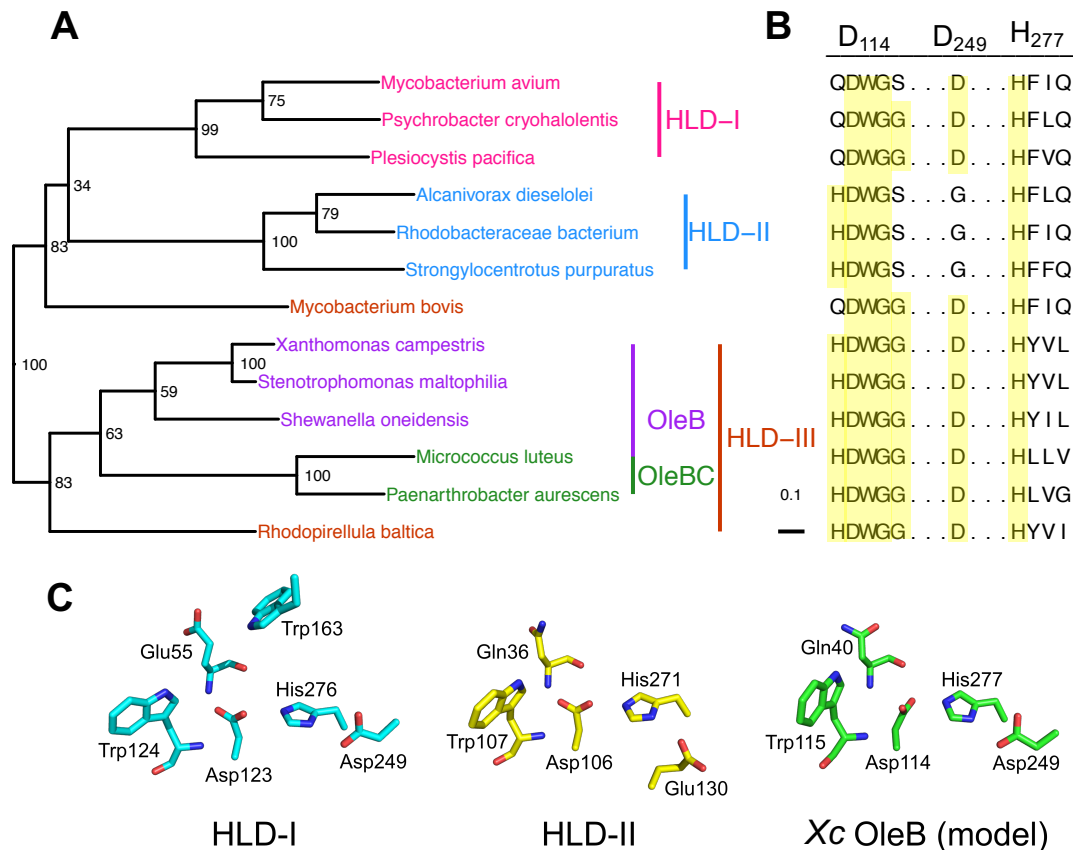 A
B
D114 D249 H277
Mycobacterium avium QDWGS...D...HFIQ
75
Psychrobacter cryohalolentis HLD−I QDWGG...D...HFLQ
99
Plesiocystis pacifica QDWGG...D...HFVQ
34
Alcanivorax dieselolei HDWGS...G...HFLQ
79
Rhodobacteraceae bacterium HLD−II HDWGS...G...HFIQ
100
83
Strongylocentrotus purpuratus HDWGS...G...HFFQ
Mycobacterium bovis QDWGG...D...HFIQ
Xanthomonas campestris HDWGG...D...HYVL
100 100
Stenotrophomonas maltophilia HDWGG...D...HYVL
59
Shewanella oneidensis OleB HDWGG...D...HYIL
63 HLD−III
Micrococcus luteus HDWGG...D...HLLV
100 OleBC
83
Paenarthrobacter aurescens 0.1 HDWGG...D...HLVG
Rhodopirellula baltica HDWGG...D...HYVI
C
Trp163
Glu55
His276
Trp124
Asp123
Asp249
HLD-I
Gln36
His271
Trp107
Asp106
Glu130
HLD-II
Gln40
His277
Trp115
Asp114
Asp249
Xc OleB (model)